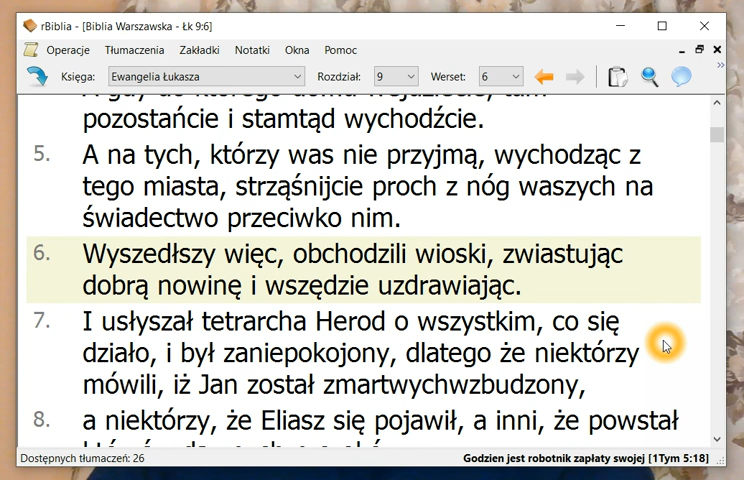 rBiblia - [Biblia Warszawska - Łk 9:6]
Operacje Tłumaczenia Zakładki Notatki Okna Pomoc
Księga: Ewangelia Łukasza Rozdział: 9 Werset: 6
pozostańcie i stamtąd wychodźcie.
5. A na tych, którzy was nie przyjmą, wychodząc z
tego miasta, strząśnijcie proch z nóg waszych na
świadectwo przeciwko nim.
6. Wyszedłszy więc, obchodzili wioski, zwiastując
dobrą nowinę i wszędzie uzdrawiając.
7. I usłyszał tetrarcha Herod o wszystkim, co się
działo, i był zaniepokojony, dlatego że niektórzy
mówili, iż Jan został zmartwychwzbudzony,
8. a niektórzy, że Eliasz się pojawił, a inni, że powstał
Dostępnych tłumaczeń: 26 Godzien jest robotnik zapłaty swojej [1Tym 5:18]